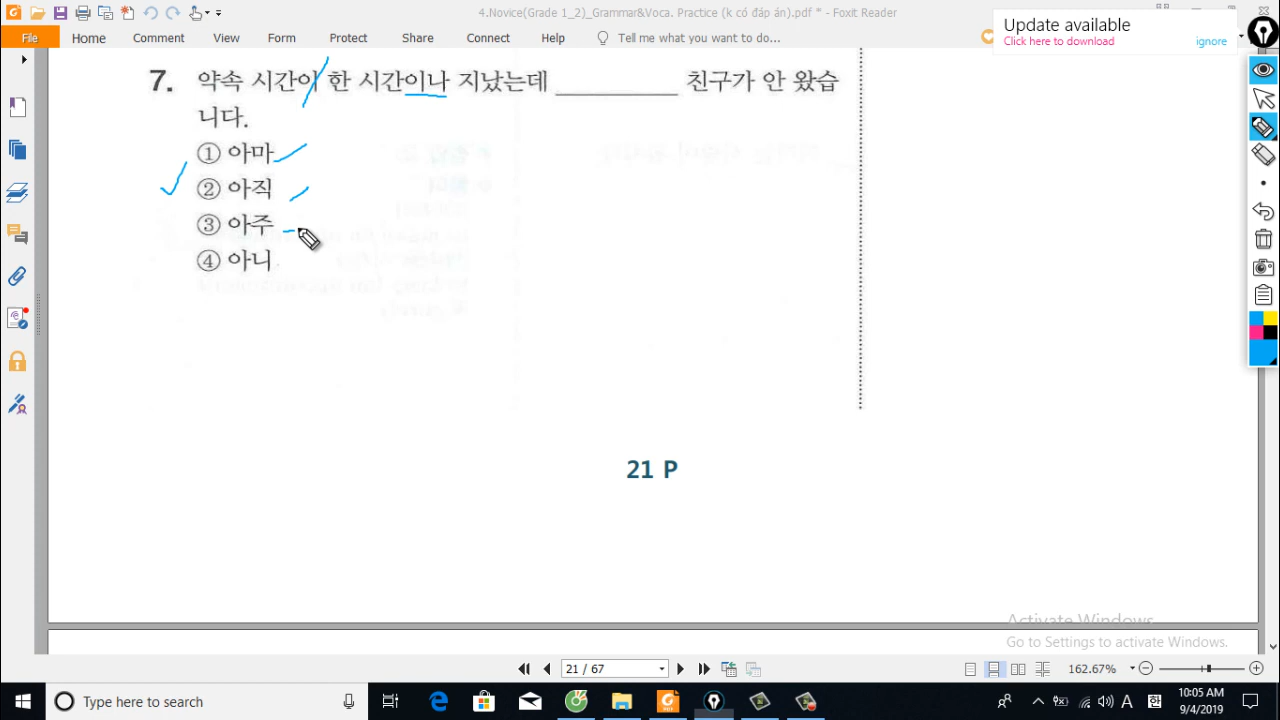 4.Novice(Grade 1_2)_Grammar&Voca. Practice (k có đáp án).pdf * - Foxit Reader
Update available
Click here to download
ignore
File
Home
Comment
View
Form
Protect
Share
Connect
Help
Tell me what you want to do...
7. 약속 시간이 한 시간이나 지났는데 __________ 친구가 안 왔습
니다.
① 아마
② 아직
③ 아주
④ 아니
21 P
Activate Windows
Go to Settings to activate Windows.
21 / 67
162.67%
Type here to search
A
한
10:05 AM
9/4/2019